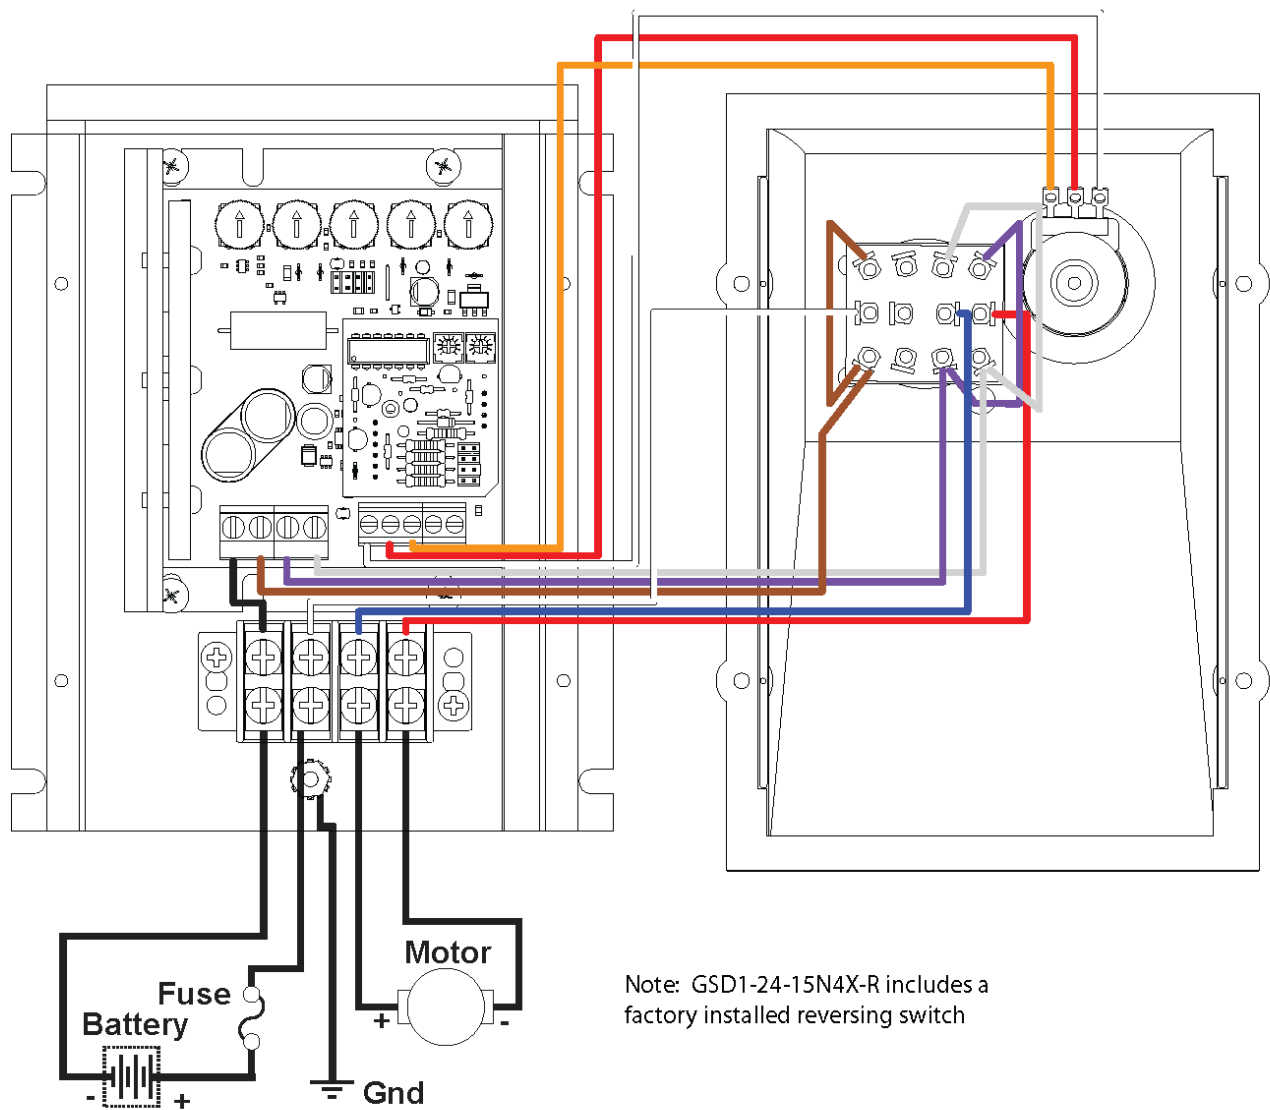 Motor
+
-
Fuse
Battery
-
+
Gnd
Note: GSD1-24-15N4X-R includes a
factory installed reversing switch